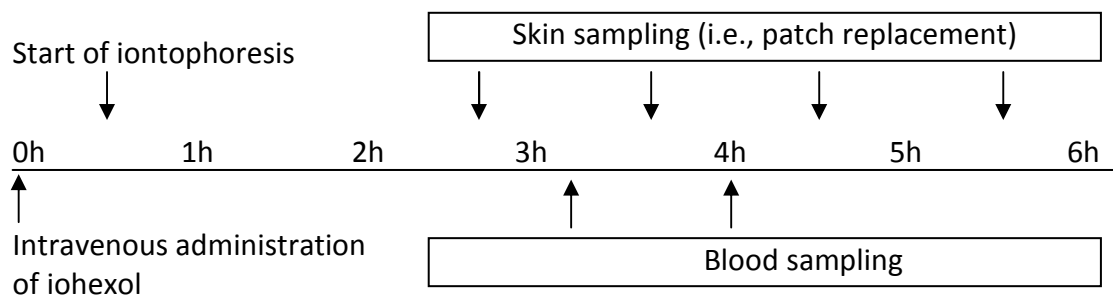 Skin sampling (i.e., patch replacement)
Start of iontophoresis
0h 1h 2h 3h 4h 5h 6h
Intravenous administration
of iohexol
Blood sampling